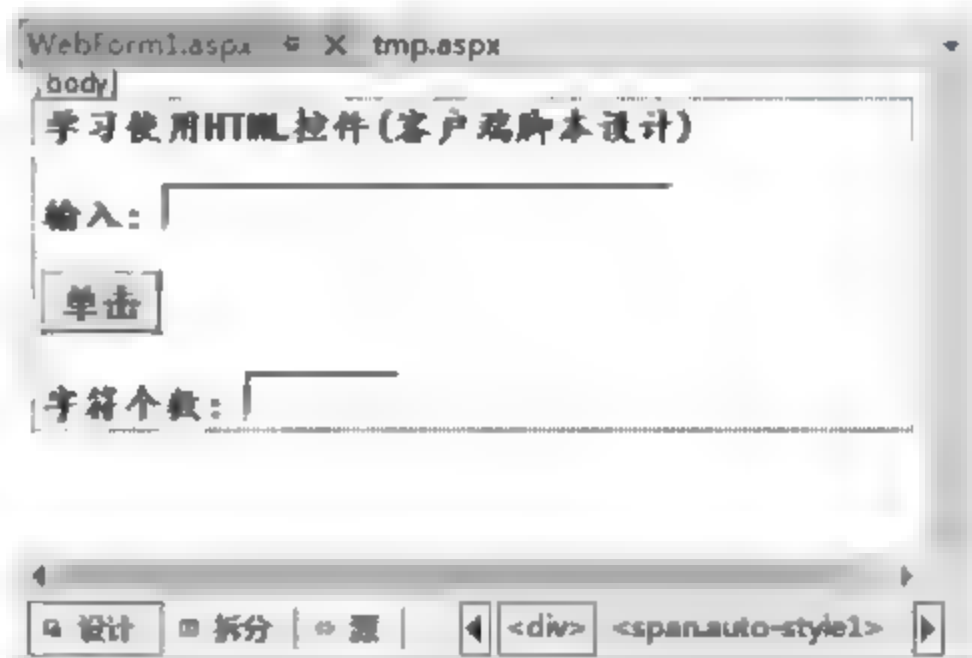 WebForm1.aspx tmp.aspx
body
学习使用HTML控件(客户端脚本设计)
输入:
单击
字符个数:
设计 拆分 源 <div> <span.auto-style1>